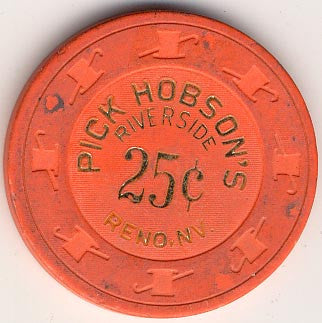 PICK HOBSON'S
RIVERSIDE
25¢
RENO, NV.